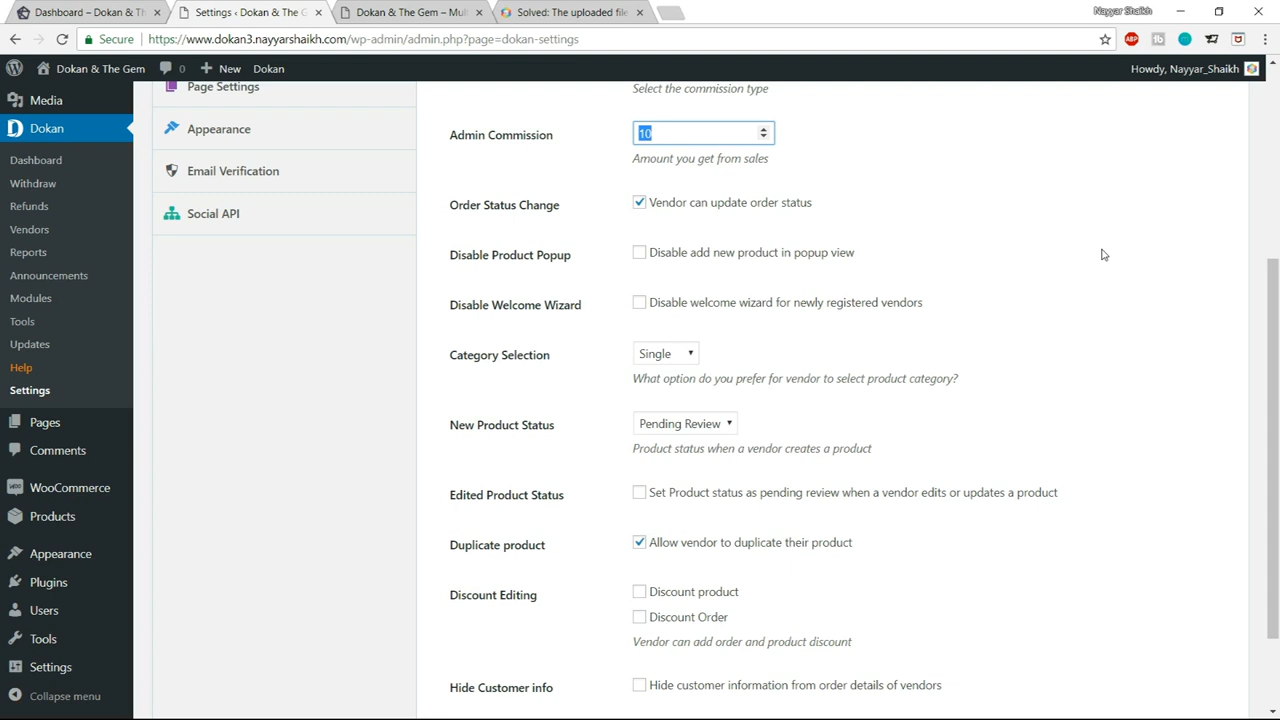 Dashboard – Dokan & Th
Settings ‹ Dokan & The G
Dokan & The Gem – Mul
Solved: The uploaded file
Nayyar Shaikh
Secure
https://www.dokan3.nayyarshaikh.com/wp-admin/admin.php?page=dokan-settings
ABP
Dokan & The Gem
0
New
Dokan
Howdy, Nayyar_Shaikh
Media
Dokan
Dashboard
Withdraw
Refunds
Vendors
Reports
Announcements
Modules
Tools
Updates
Help
Settings
Pages
Comments
WooCommerce
Products
Appearance
Plugins
Users
Tools
Settings
Collapse menu
Page Settings
Appearance
Email Verification
Social API
Select the commission type
Admin Commission
10
Amount you get from sales
Order Status Change
Vendor can update order status
Disable Product Popup
Disable add new product in popup view
Disable Welcome Wizard
Disable welcome wizard for newly registered vendors
Category Selection
Single
What option do you prefer for vendor to select product category?
New Product Status
Pending Review
Product status when a vendor creates a product
Edited Product Status
Set Product status as pending review when a vendor edits or updates a product
Duplicate product
Allow vendor to duplicate their product
Discount Editing
Discount product
Discount Order
Vendor can add order and product discount
Hide Customer info
Hide customer information from order details of vendors